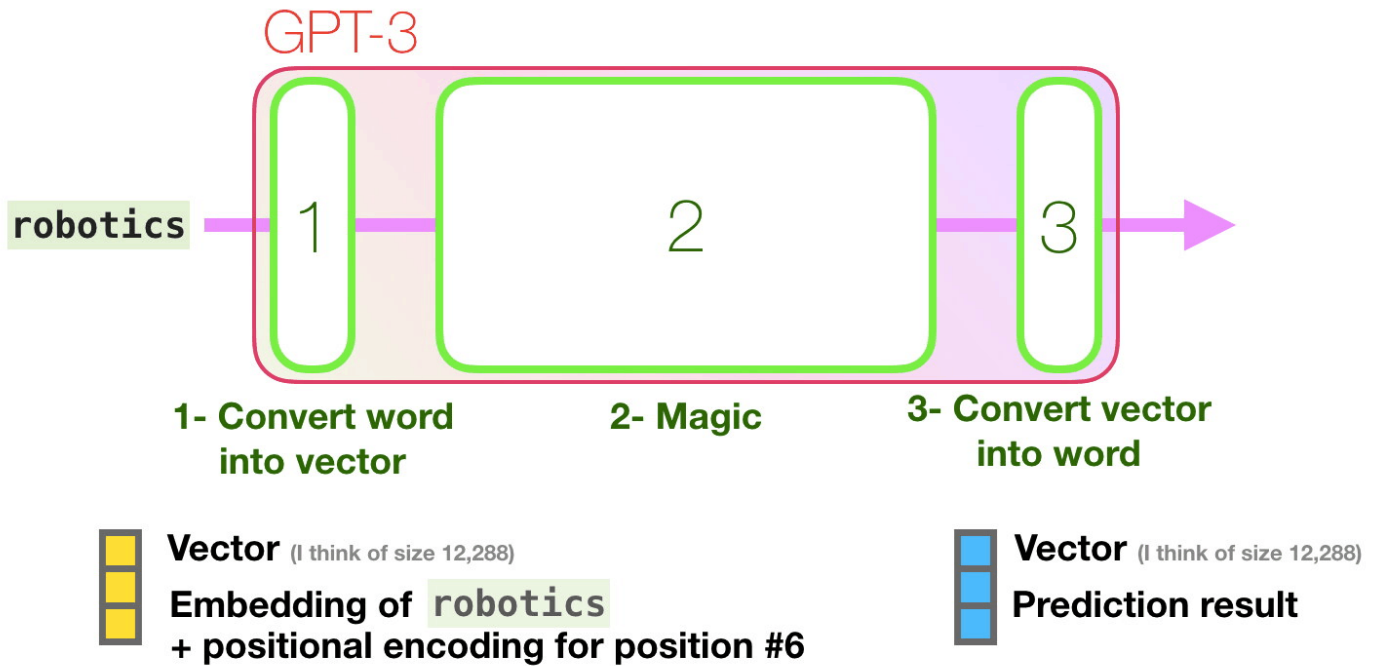 GPT-3
robotics
1
2
3
1- Convert word
into vector
2- Magic
3- Convert vector
into word
Vector (I think of size 12,288)
Embedding of robotics
+ positional encoding for position #6
Vector (I think of size 12,288)
Prediction result